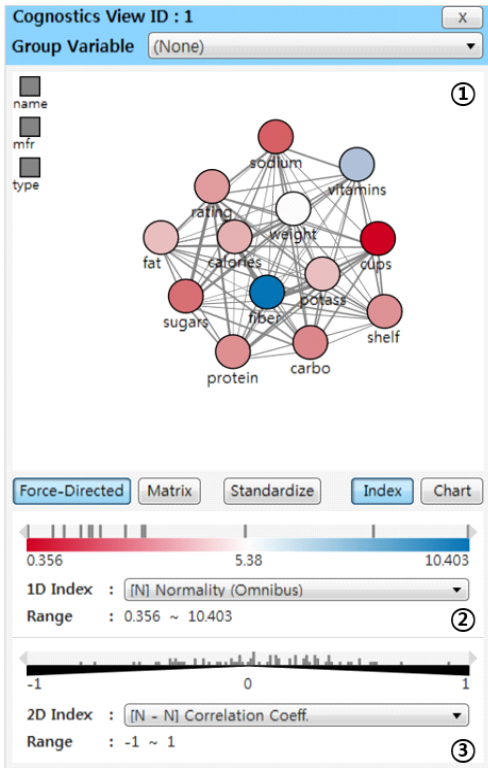 Cognostics View ID : 1
X
Group Variable
(None)
①
name
mfr
type
sodium
vitamins
rating
weight
fat
calories
cups
potass
sugars
fiber
shelf
protein
carbo
Force-Directed Matrix Standardize Index Chart
0.356 5.38 10.403
1D Index : [N] Normality (Omnibus)
Range : 0.356 ~ 10.403
②
-1 0 1
2D Index : [N - N] Correlation Coeff.
Range : -1 ~ 1
③